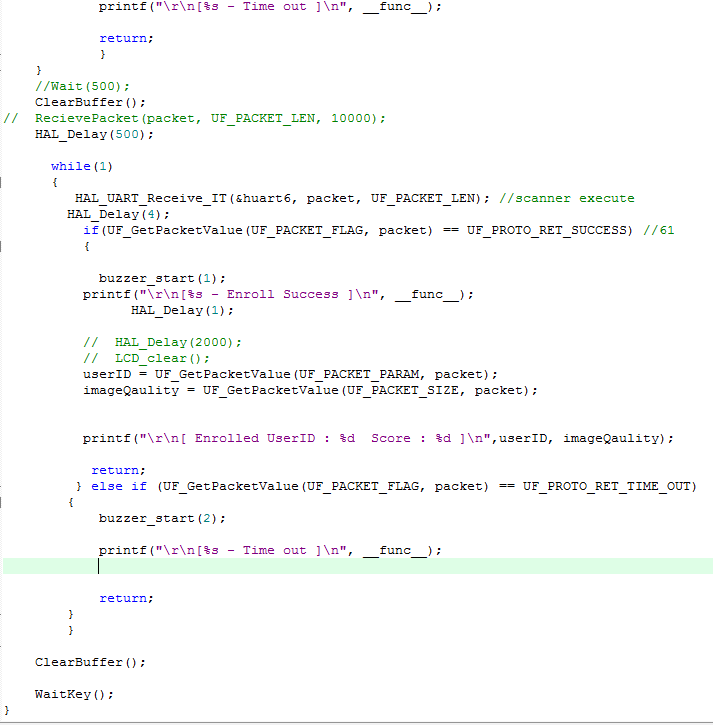 printf("\r\n[%s - Time out ]\n", __func__);
return;
}
}
//Wait(500);
ClearBuffer();
// RecievePacket(packet, UF_PACKET_LEN, 10000);
HAL_Delay(500);
while(1)
{
HAL_UART_Receive_IT(&huart6, packet, UF_PACKET_LEN); //scanner execute
HAL_Delay(4);
if(UF_GetPacketValue(UF_PACKET_FLAG, packet) == UF_PROTO_RET_SUCCESS) //61
{
buzzer_start(1);
printf("\r\n[%s - Enroll Success ]\n", __func__);
HAL_Delay(1);
// HAL_Delay(2000);
// LCD_clear();
userID = UF_GetPacketValue(UF_PACKET_PARAM, packet);
imageQaulity = UF_GetPacketValue(UF_PACKET_SIZE, packet);
printf("\r\n[ Enrolled UserID : %d  Score : %d ]\n",userID, imageQaulity);
return;
} else if (UF_GetPacketValue(UF_PACKET_FLAG, packet) == UF_PROTO_RET_TIME_OUT)
{
buzzer_start(2);
printf("\r\n[%s - Time out ]\n", __func__);
return;
}
}
ClearBuffer();
WaitKey();
}